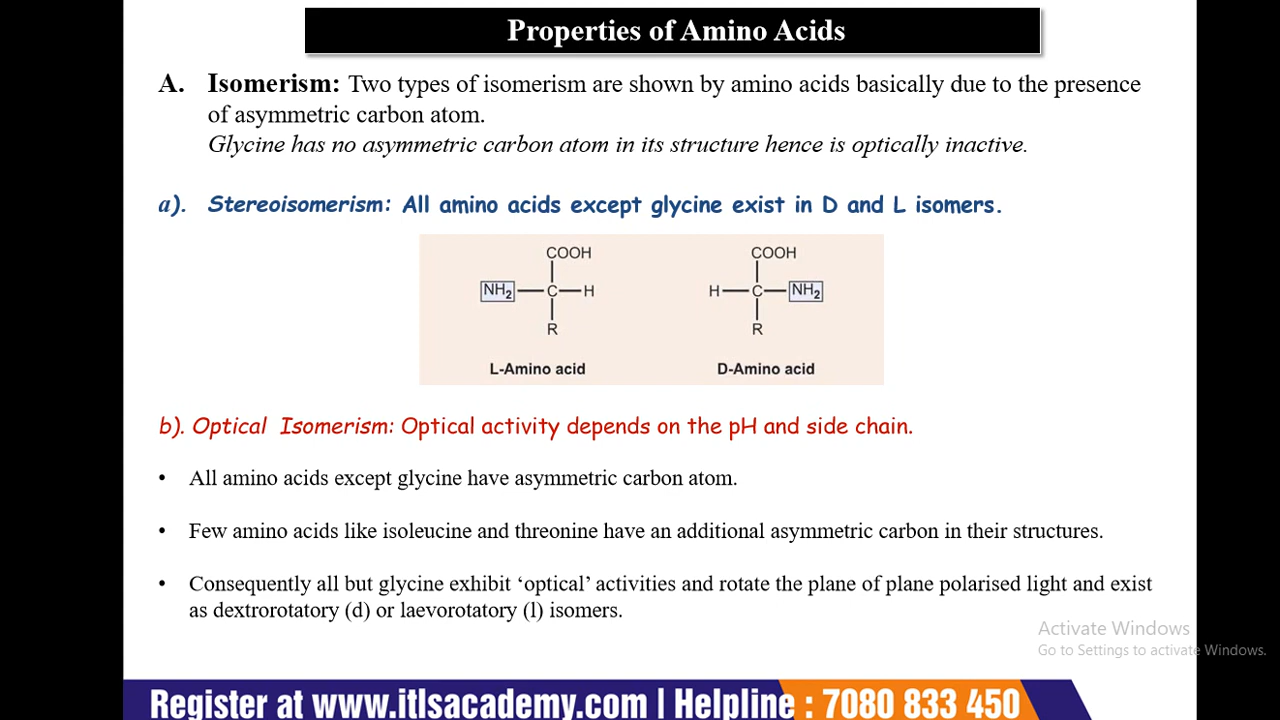 Properties of Amino Acids
A. Isomerism: Two types of isomerism are shown by amino acids basically due to the presence
of asymmetric carbon atom.
Glycine has no asymmetric carbon atom in its structure hence is optically inactive.
a). Stereoisomerism: All amino acids except glycine exist in D and L isomers.
COOH COOH
NH2 C H H C NH2
R R
L-Amino acid D-Amino acid
b). Optical Isomerism: Optical activity depends on the pH and side chain.
• All amino acids except glycine have asymmetric carbon atom.
• Few amino acids like isoleucine and threonine have an additional asymmetric carbon in their structures.
• Consequently all but glycine exhibit ‘optical’ activities and rotate the plane of plane polarised light and exist
as dextrorotatory (d) or laevorotatory (l) isomers.
Activate Windows
Go to Settings to activate Windows.
Register at www.itlsacademy.com | Helpline : 7080 833 450